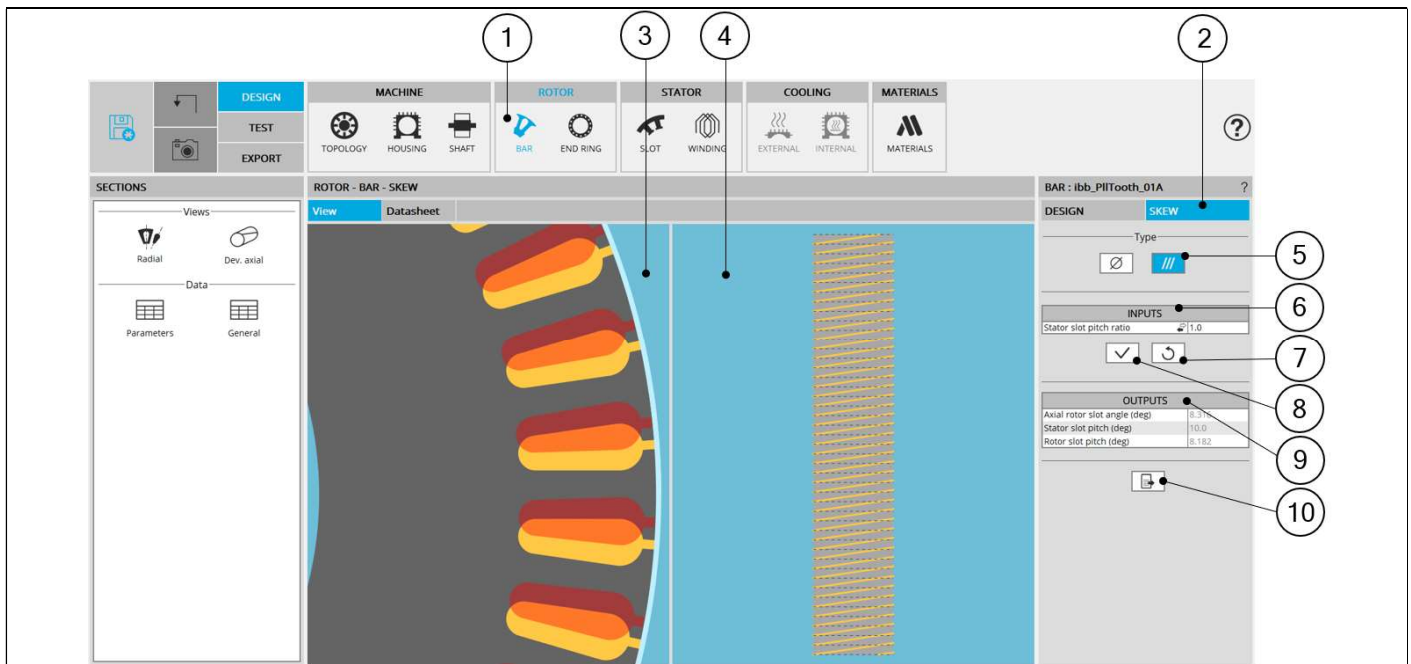 1
3
4
2
DESIGN
TEST
EXPORT
MACHINE
TOPOLOGY
HOUSING
SHAFT
ROTOR
BAR
END RING
STATOR
SLOT
WINDING
COOLING
EXTERNAL
INTERNAL
MATERIALS
MATERIALS
?
SECTIONS
Views
Radial
Dev. axial
Data
Parameters
General
ROTOR - BAR - SKEW
View
Datasheet
BAR : ibb_PllTooth_01A ?
DESIGN
SKEW
Type
5
6
INPUTS
Stator slot pitch ratio 1.0
7
8
OUTPUTS
Axial rotor slot angle (deg)
Stator slot pitch (deg) 10.0
Rotor slot pitch (deg) 8.182
9
10